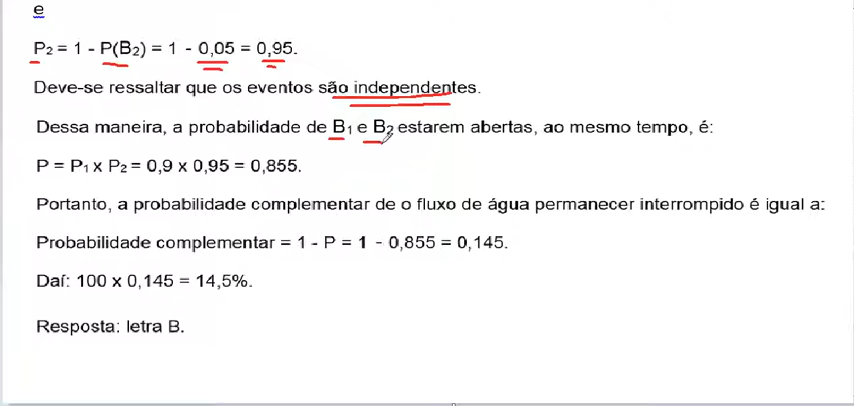 e
P2 = 1 - P(B2) = 1 - 0,05 = 0,95.
Deve-se ressaltar que os eventos são independentes.
Dessa maneira, a probabilidade de B1 e B2 estarem abertas, ao mesmo tempo, é:
P = P1 x P2 = 0,9 x 0,95 = 0,855.
Portanto, a probabilidade complementar de o fluxo de água permanecer interrompido é igual a:
Probabilidade complementar = 1 - P = 1 - 0,855 = 0,145.
Daí: 100 x 0,145 = 14,5%.
Resposta: letra B.